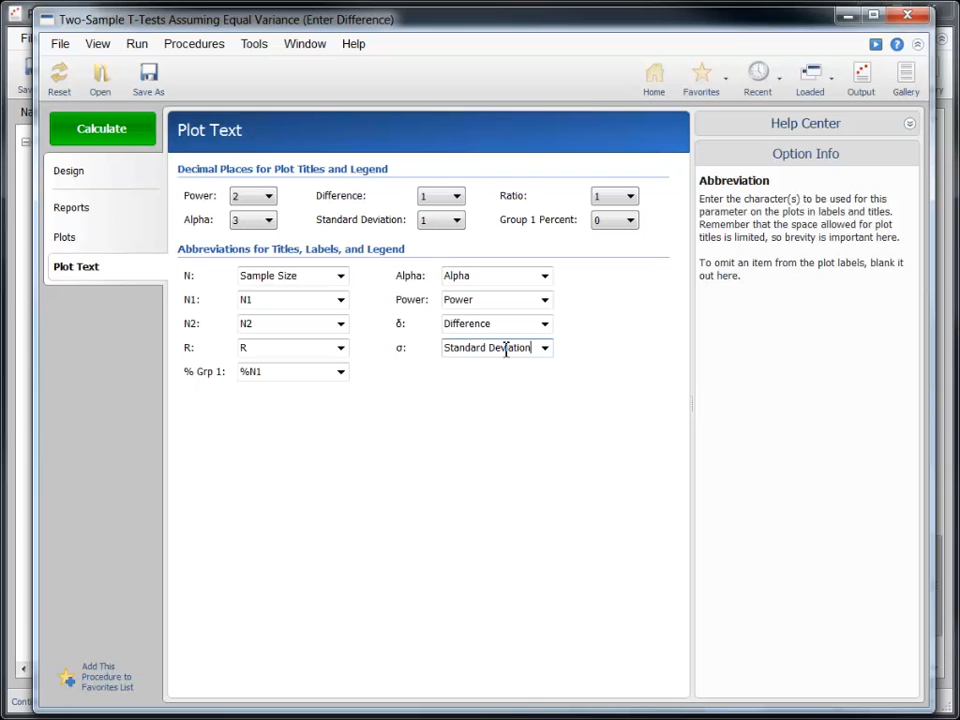 Two-Sample T-Tests Assuming Equal Variance (Enter Difference)
File View Run Procedures Tools Window Help
Reset Open Save As Home Favorites Recent Loaded Output Gallery
Calculate
Design
Reports
Plots
Plot Text
Add This
Procedure to
Favorites List
Plot Text
Decimal Places for Plot Titles and Legend
Power: 2 Difference: 1 Ratio: 1
Alpha: 3 Standard Deviation: 1 Group 1 Percent: 0
Abbreviations for Titles, Labels, and Legend
N: Sample Size Alpha: Alpha
N1: N1 Power: Power
N2: N2 δ: Difference
R: R σ: Standard Deviation
% Grp 1: %N1
Help Center
Option Info
Abbreviation
Enter the character(s) to be used for this
parameter on the plots in labels and titles.
Remember that the space allowed for plot
titles is limited, so brevity is important here.
To omit an item from the plot labels, blank it
out here.